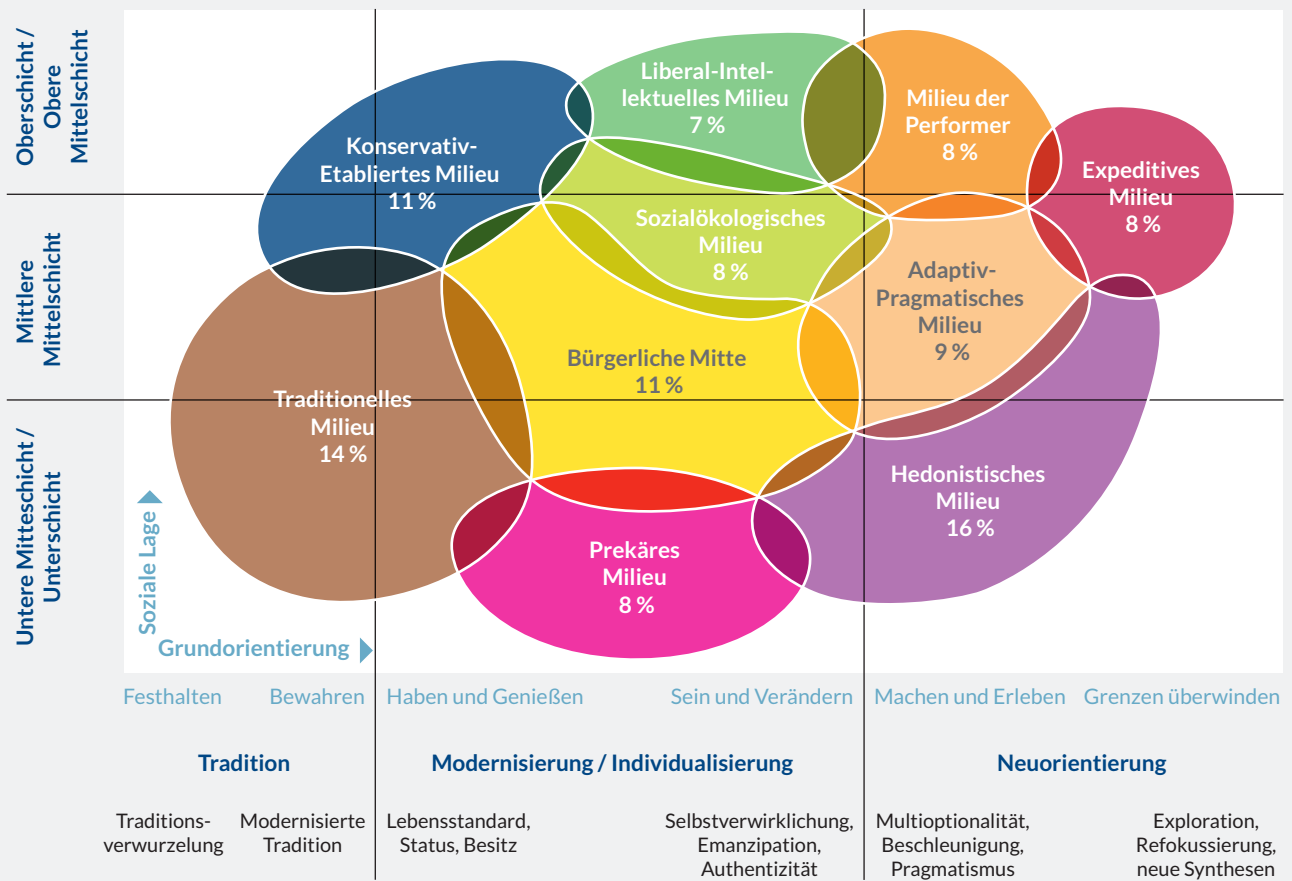 Oberschicht /
Obere
Mittelschicht
Mittlere
Mittelschicht
Untere Mitteschicht /
Unterschicht
Liberal-Intel-
lektuelles Milieu
7 %
Milieu der
Performer
8 %
Konservativ-
Etabliertes Milieu
11 %
Expeditives
Milieu
8 %
Sozialökologisches
Milieu
8 %
Adaptiv-
Pragmatisches
Milieu
9 %
Bürgerliche Mitte
11 %
Traditionelles
Milieu
14 %
Hedonistisches
Milieu
16 %
Prekäres
Milieu
8 %
Soziale Lage
Grundorientierung
Festhalten
Bewahren
Haben und Genießen
Sein und Verändern
Machen und Erleben
Grenzen überwinden
Tradition
Modernisierung / Individualisierung
Neuorientierung
Traditions-
verwurzelung
Modernisierte
Tradition
Lebensstandard,
Status, Besitz
Selbstverwirklichung,
Emanzipation,
Authentizität
Multioptionalität,
Beschleunigung,
Pragmatismus
Exploration,
Refokussierung,
neue Synthesen